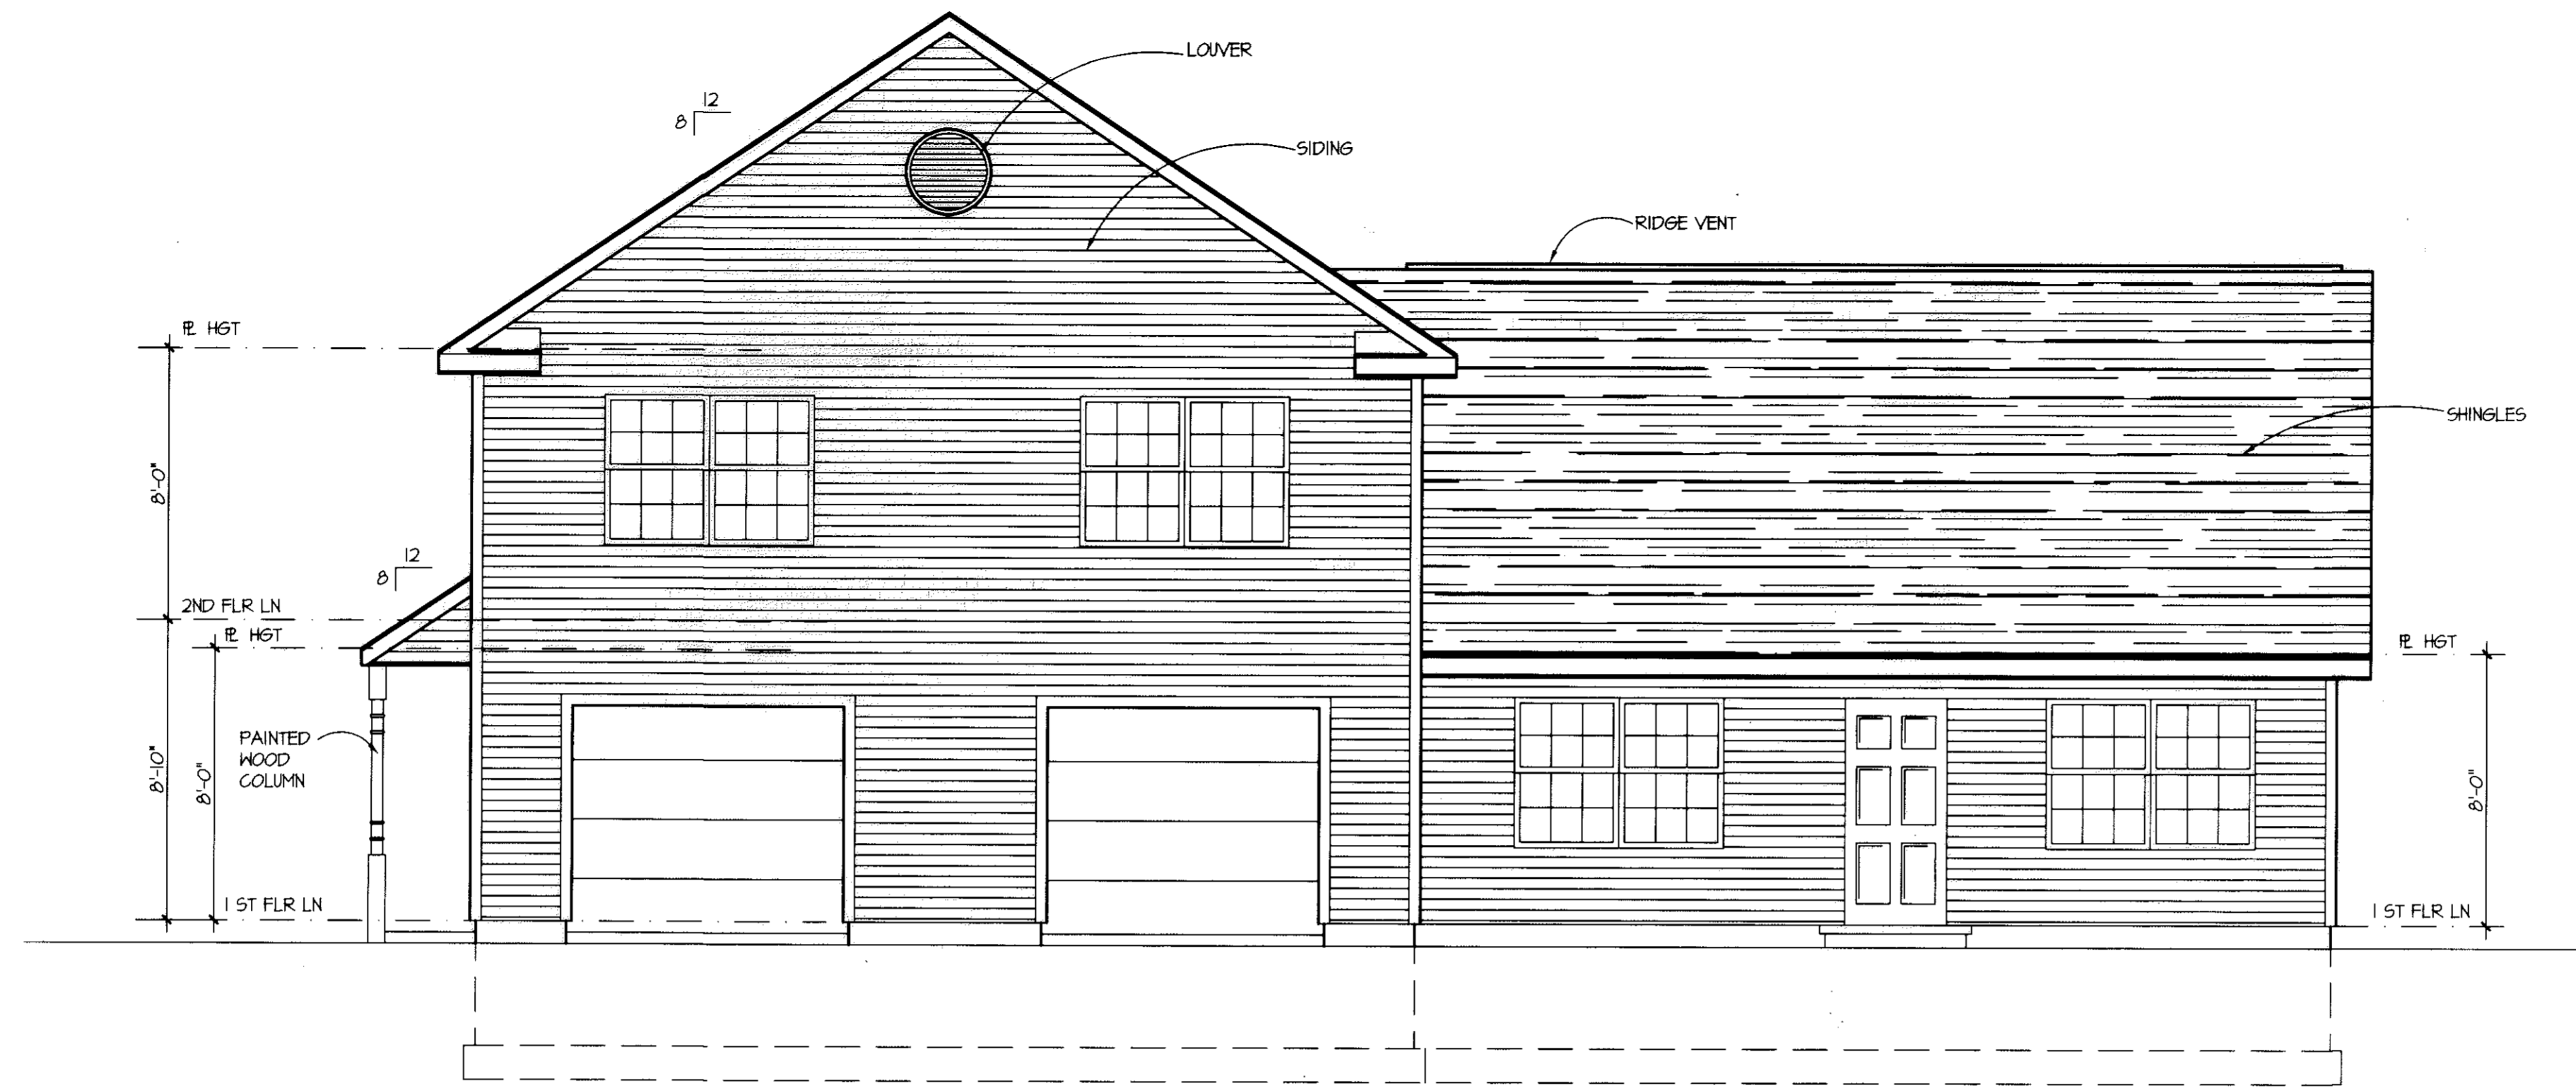 LOUVER
12
8
SIDING
RIDGE VENT
PL HGT
SHINGLES
8'-0"
12
8
2ND FLR LN
PL HGT
PL HGT
PAINTED
WOOD
COLUMN
8'-10"
8'-0"
8'-0"
1 ST FLR LN
1 ST FLR LN